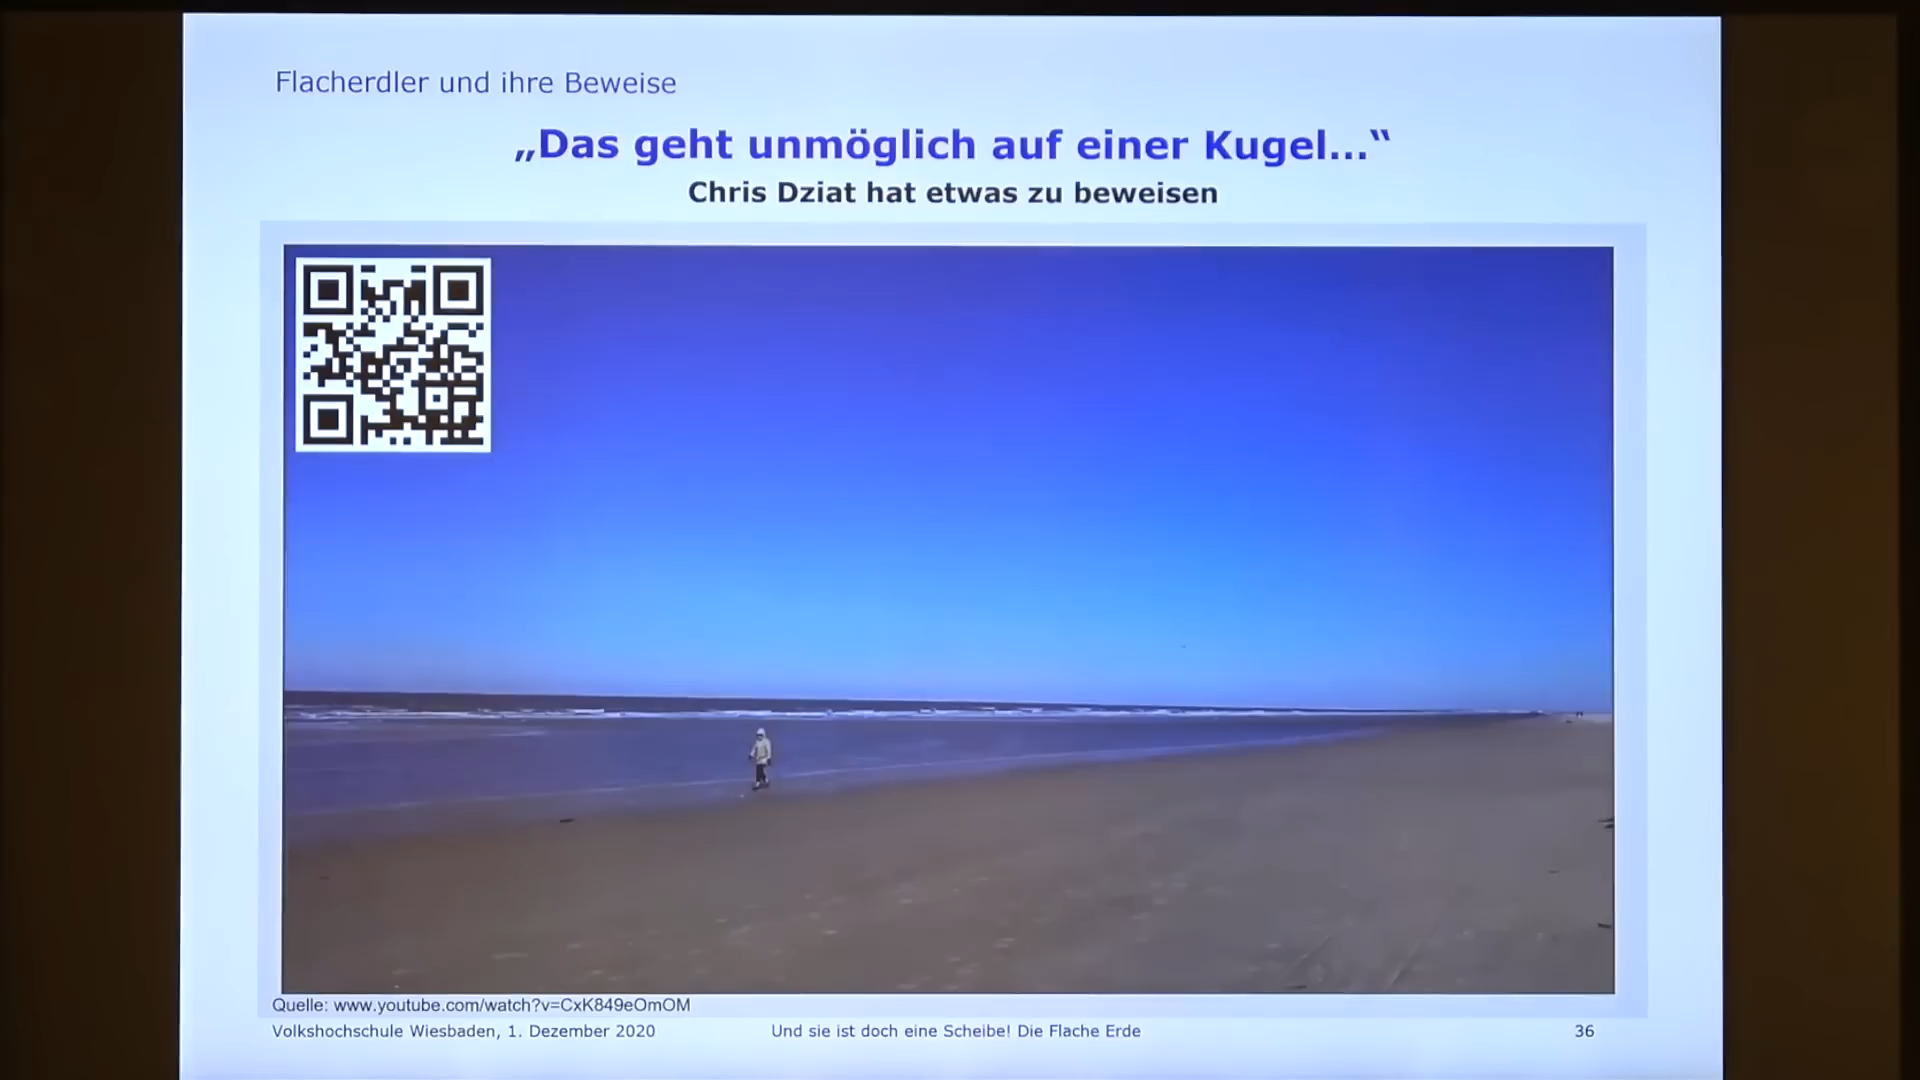 Flacherdler und ihre Beweise
„Das geht unmöglich auf einer Kugel...“
Chris Dziat hat etwas zu beweisen
Quelle: www.youtube.com/watch?v=CxK849eOmOM
Volkshochschule Wiesbaden, 1. Dezember 2020 Und sie ist doch eine Scheibe! Die Flache Erde 36